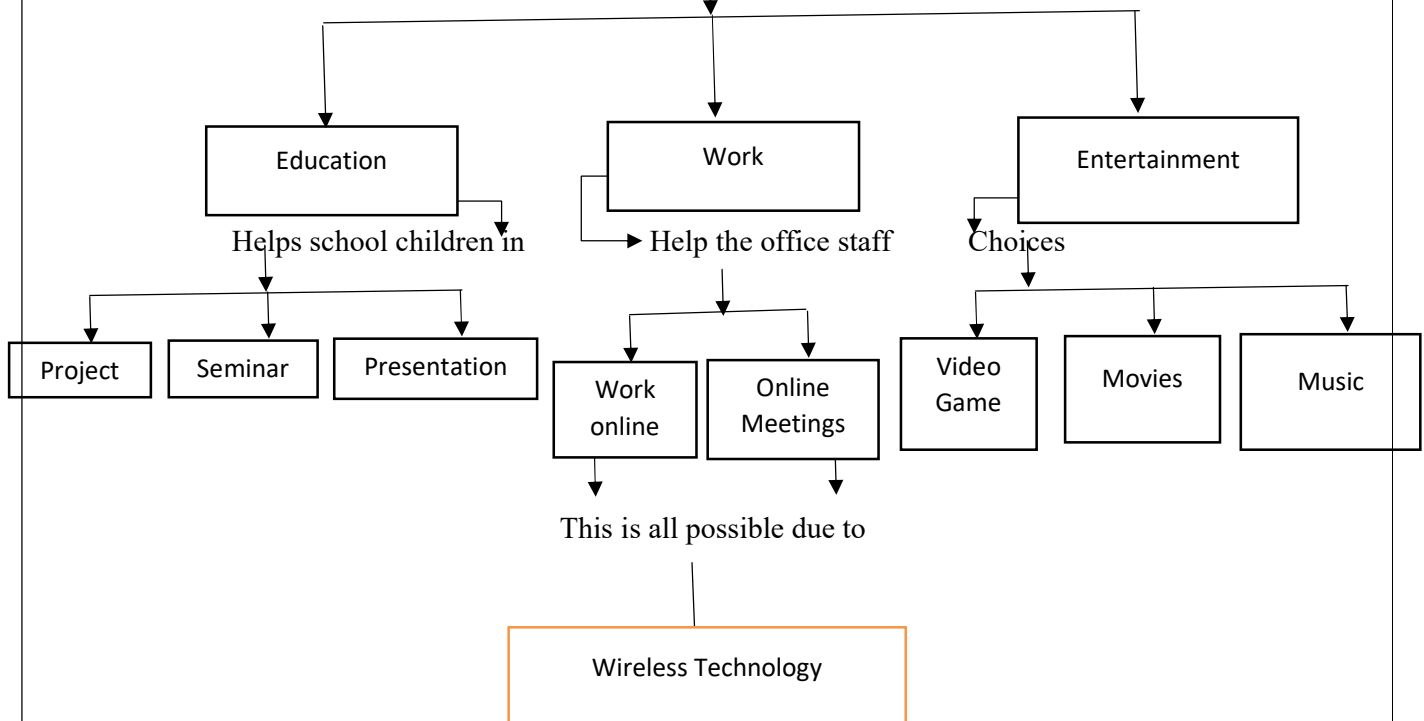 Education
Work
Entertainment
Helps school children in
Help the office staff
Choices
Project
Seminar
Presentation
Work
online
Online
Meetings
Video
Game
Movies
Music
This is all possible due to
Wireless Technology